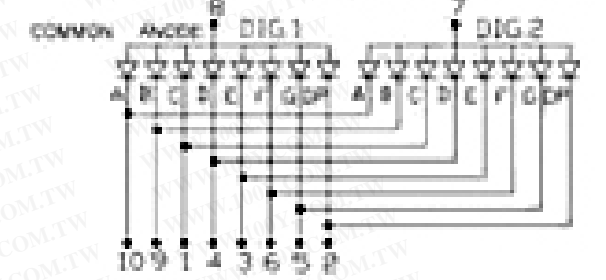 8 7
COMMON ANODE DIG.1 DIG.2
A B C D E F G DP A B C D E F G DP
10 9 1 4 3 6 5 2